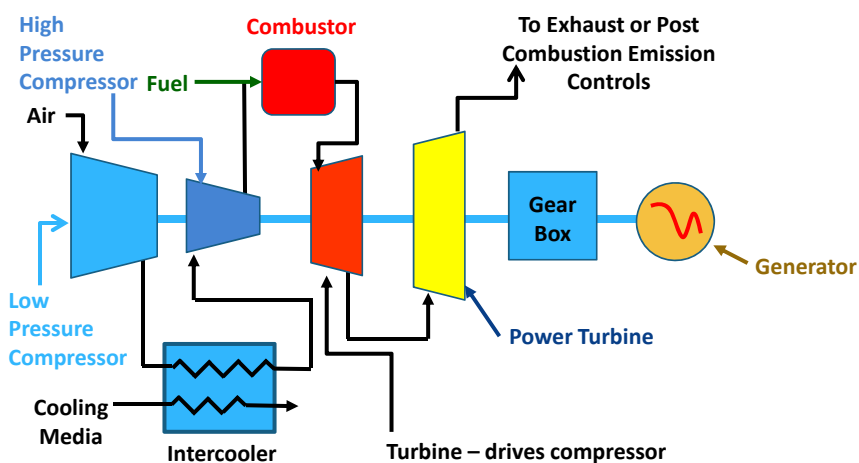 High
Pressure
Compressor
Combustor
Fuel
Air
To Exhaust or Post
Combustion Emission
Controls
Gear
Box
Generator
Low
Pressure
Compressor
Power Turbine
Cooling
Media
Intercooler
Turbine – drives compressor